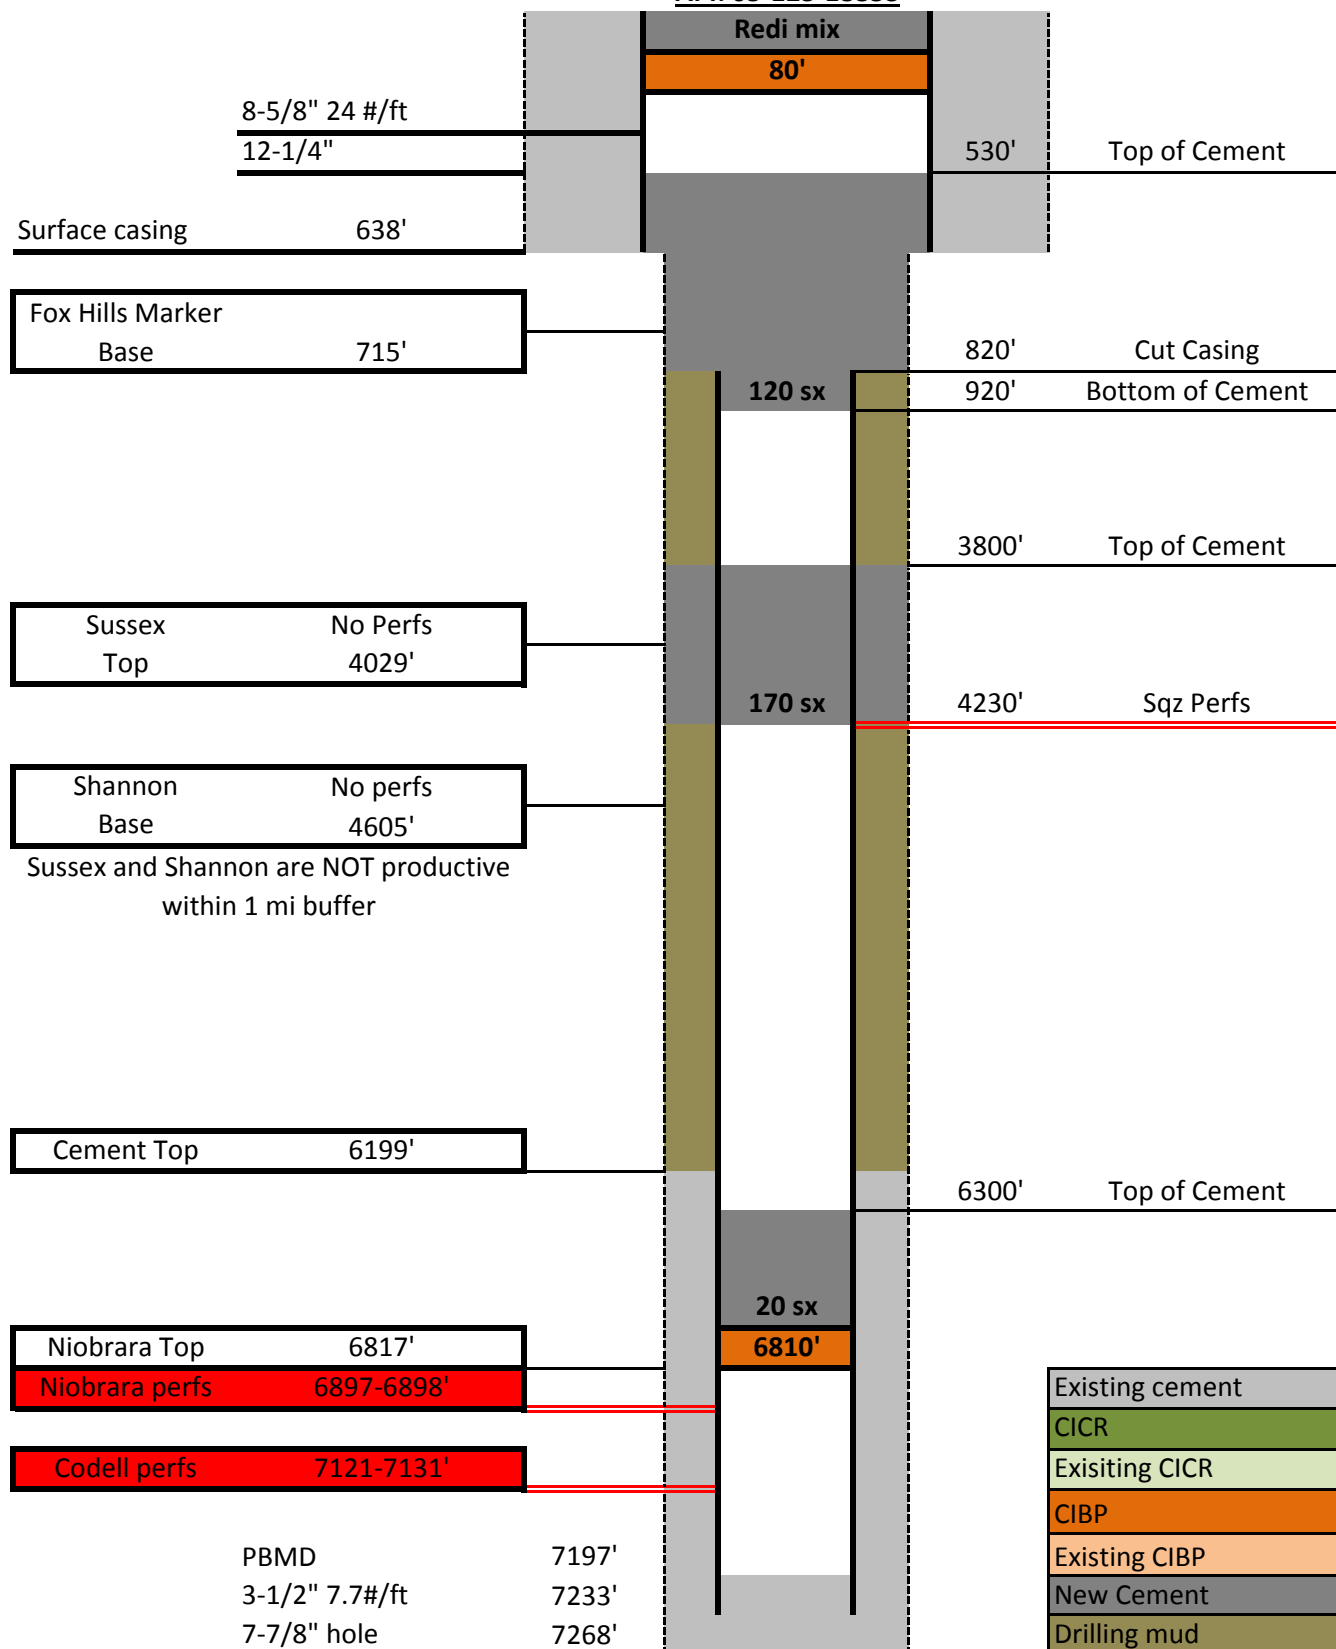 Redi mix
80'
8-5/8" 24 #/ft
12-1/4"
530' Top of Cement
Surface casing 638'
Fox Hills Marker
Base 715'
820' Cut Casing
120 sx 920' Bottom of Cement
3800' Top of Cement
Sussex No Perfs
Top 4029'
170 sx 4230' Sqz Perfs
Shannon No perfs
Base 4605'
Sussex and Shannon are NOT productive
within 1 mi buffer
Cement Top 6199'
6300' Top of Cement
20 sx
Niobrara Top 6817' 6810'
Niobrara perfs 6897-6898'
Codell perfs 7121-7131'
PBMD 7197'
3-1/2" 7.7#/ft 7233'
7-7/8" hole 7268'
Existing cement
CICR
Exisiting CICR
CIBP
Existing CIBP
New Cement
Drilling mud